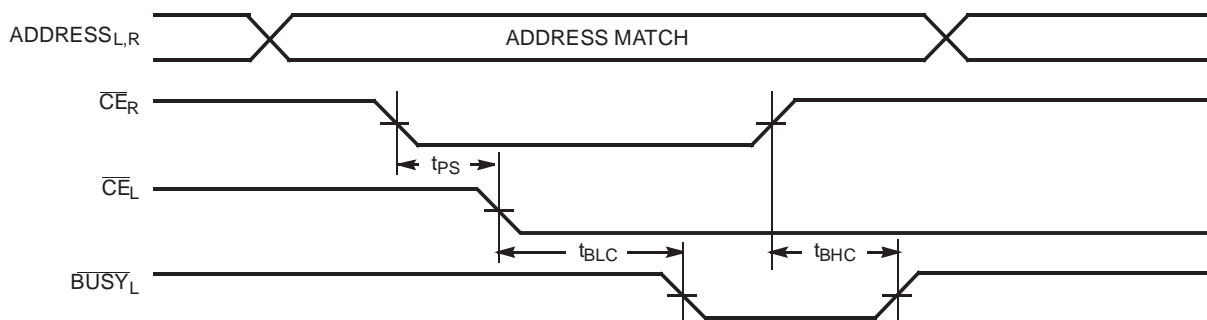 ADDRESSL,R
ADDRESS MATCH
CER
tPS
CEL
tBLC
tBHC
BUSYL